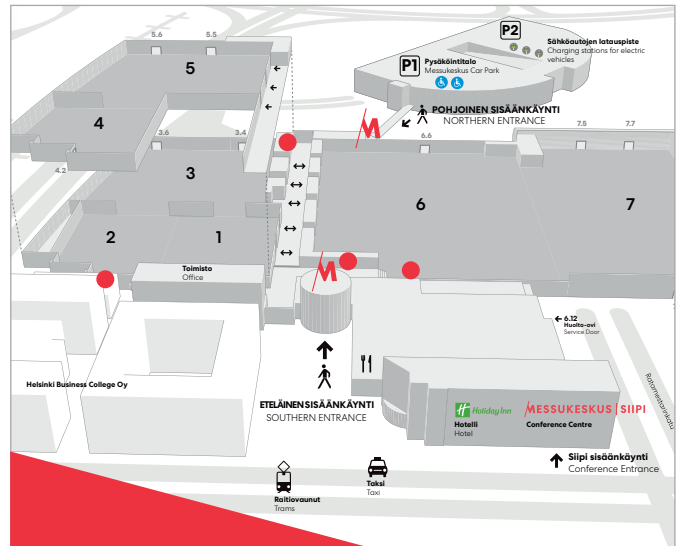 5.6
5.5
P2
Sähköautojen latauspiste
Charging stations for electric
vehicles
5
P1
Pysäköintitalo
Messukeskus Car Park
4
POHJOINEN SISÄÄNKÄYNTI
NORTHERN ENTRANCE
3.6
3.4
6.6
7.5
7.7
4.2
3
6
7
2
1
Toimisto
Office
6.12
Huolto-ovi
Service Door
Ratamestarinkatu
Helsinki Business College Oy
ETELÄINEN SISÄÄNKÄYNTI
SOUTHERN ENTRANCE
H Holiday Inn
MESSUKESKUS SIIPI
Hotelli
Hotel
Conference Centre
Siipi sisäänkäynti
Conference Entrance
Taksi
Taxi
Raitiovaunut
Trams